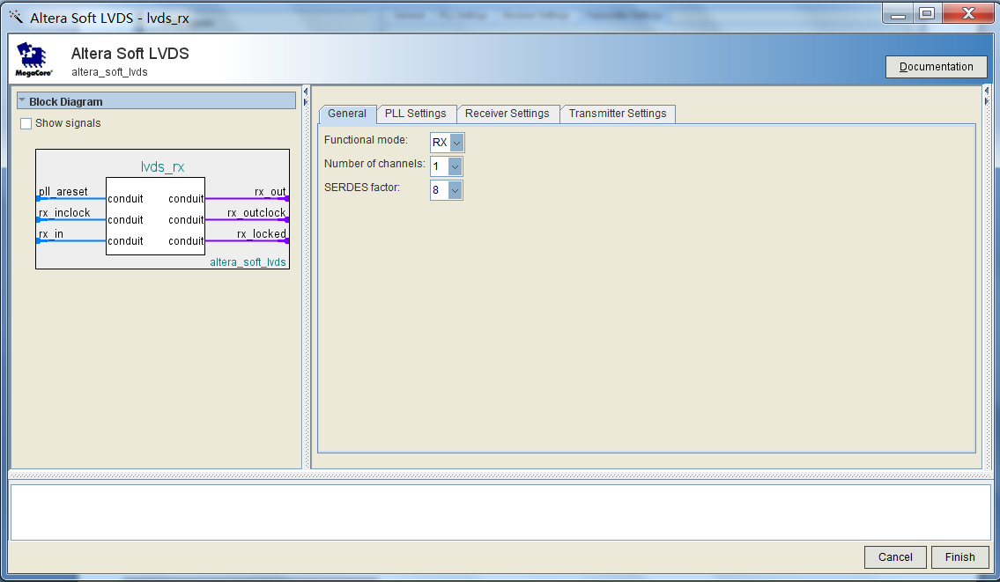 Altera Soft LVDS - lvds_rx
MegaCore®
Altera Soft LVDS
altera_soft_lvds
Documentation
Block Diagram
Show signals
lvds_rx
pll_areset
conduit
conduit
rx_out
rx_inclock
conduit
conduit
rx_outclock
rx_in
conduit
conduit
rx_locked
altera_soft_lvds
General
PLL Settings
Receiver Settings
Transmitter Settings
Functional mode: RX
Number of channels: 1
SERDES factor: 8
Cancel
Finish